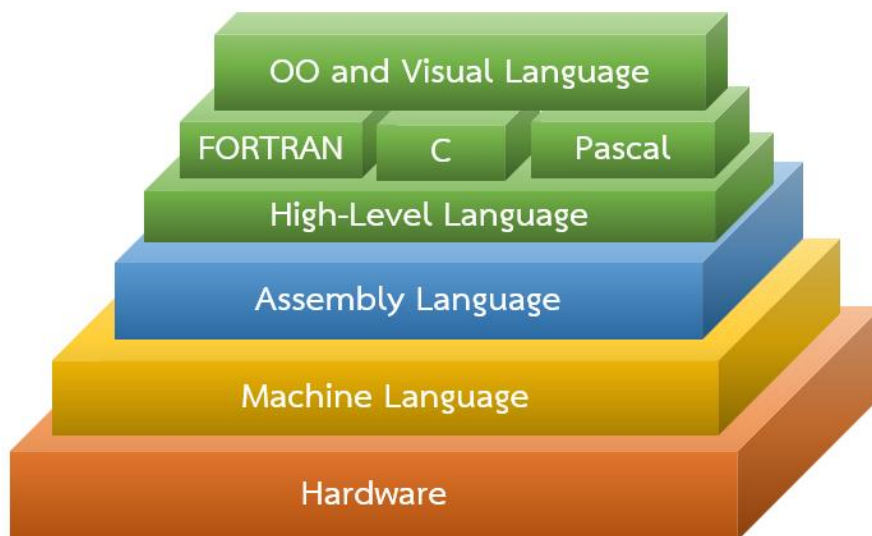 OO and Visual Language
FORTRAN C Pascal
High-Level Language
Assembly Language
Machine Language
Hardware